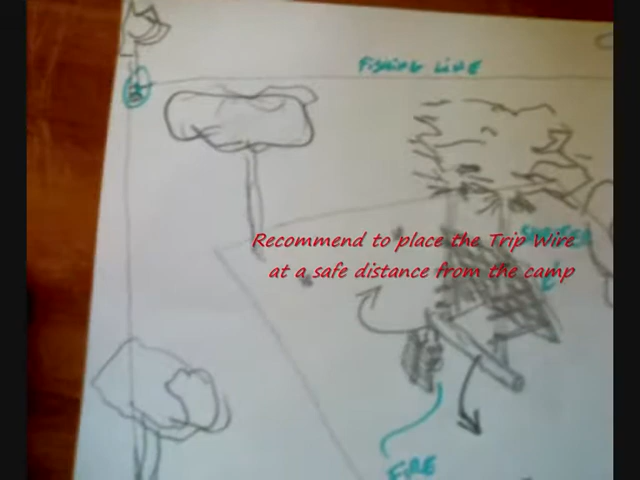 Fishing Line
Recommend to place the Trip Wire
at a safe distance from the camp
FIRE